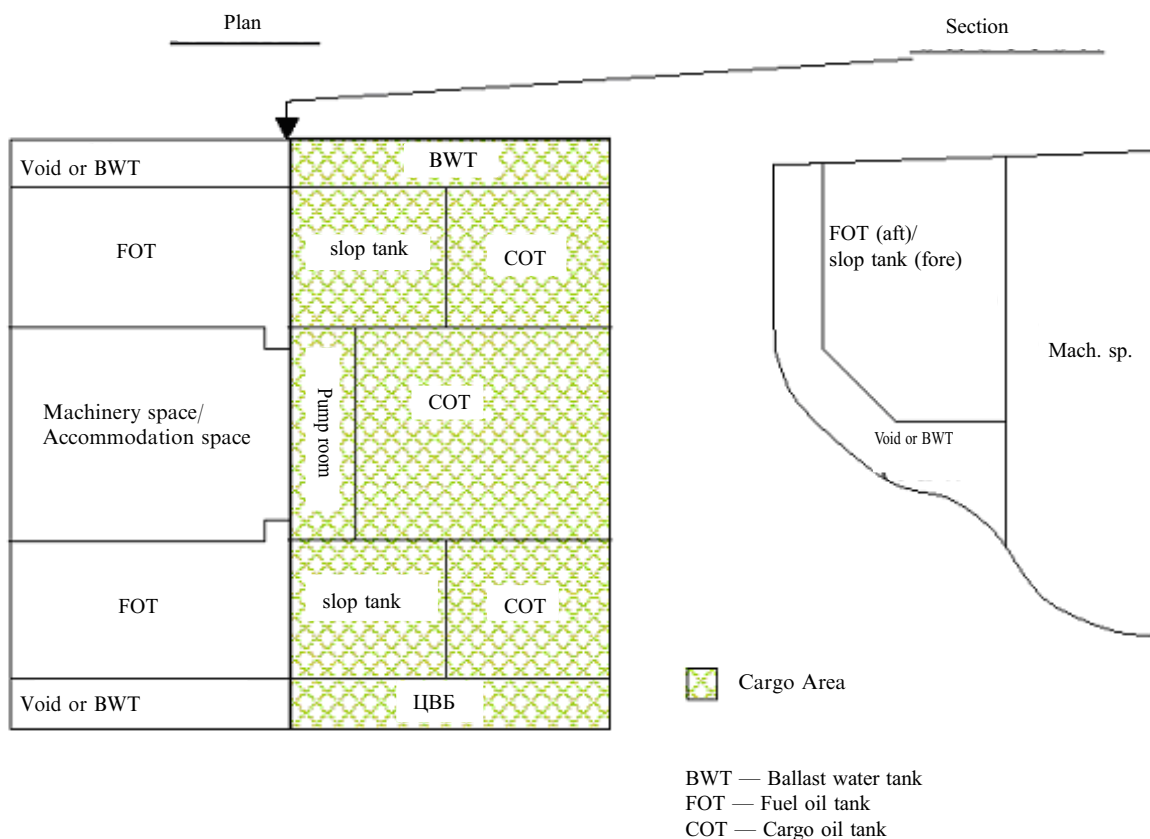 Plan
Section
Void or BWT
BWT
FOT
slop tank
COT
FOT (aft)/
slop tank (fore)
Machinery space/
Accommodation space
Pump room
COT
Mach. sp.
Void or BWT
FOT
slop tank
COT
Void or BWT
ЦВБ
Cargo Area
BWT — Ballast water tank
FOT — Fuel oil tank
COT — Cargo oil tank